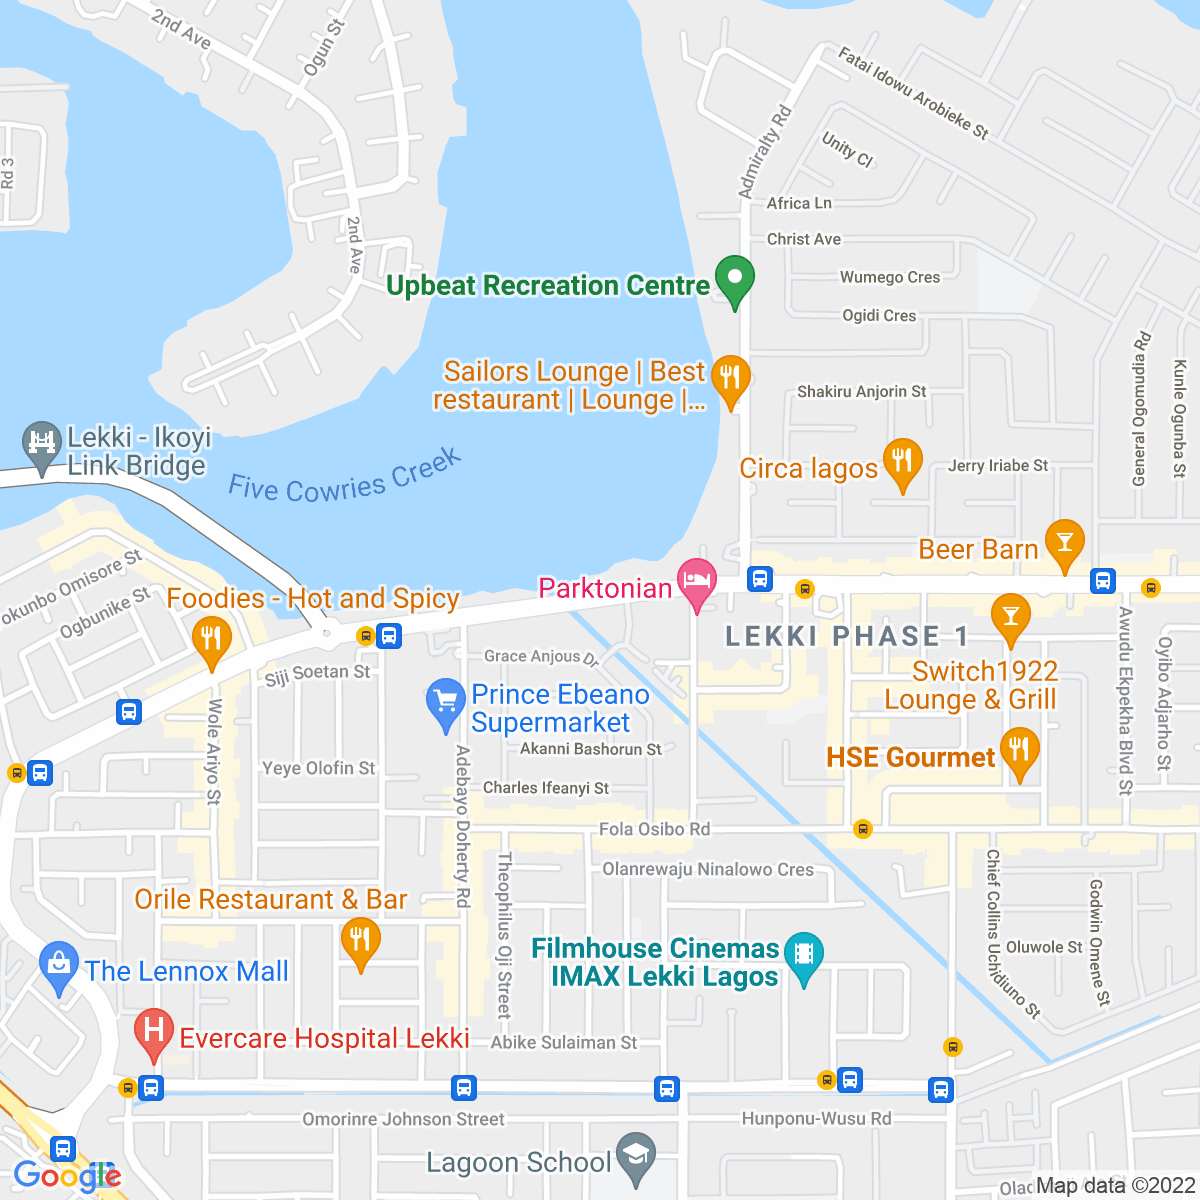 2nd Ave
Ogun St
Fatai Idowu Arobieke St
Rd 3
Admiralty Rd
Unity Cl
Africa Ln
2nd Ave
Christ Ave
Upbeat Recreation Centre
Wumego Cres
Ogidi Cres
Sailors Lounge | Best
restaurant | Lounge |...
Shakiru Anjorin St
General Ogomudia Rd
Kunle Ogunba St
Lekki - Ikoyi
Link Bridge
Five Cowries Creek
Circa lagos
Jerry Iriabe St
Beer Barn
okunbo Omisore St
Ogbunike St
Foodies - Hot and Spicy
Parktonian
LEKKI PHASE 1
Siji Soetan St
Grace Anjous Dr
Switch1922
Lounge & Grill
Awudu Ekpekha Blvd St
Oyibo Adjarho St
Wole Ariyo St
Prince Ebeano
Supermarket
Akanni Bashorun St
HSE Gourmet
Yeye Olofin St
Adebayo Doherty Rd
Charles Ifeanyi St
Fola Osibo Rd
Theophilus Oji Street
Olanrewaju Ninalowo Cres
Chief Collins Uchidiuno St
Godwin Omene St
Orile Restaurant & Bar
Filmhouse Cinemas
IMAX Lekki Lagos
Oluwole St
The Lennox Mall
Evercare Hospital Lekki
Abike Sulaiman St
Omorinre Johnson Street
Hunponu-Wusu Rd
Lagoon School
Google
Map data ©2022